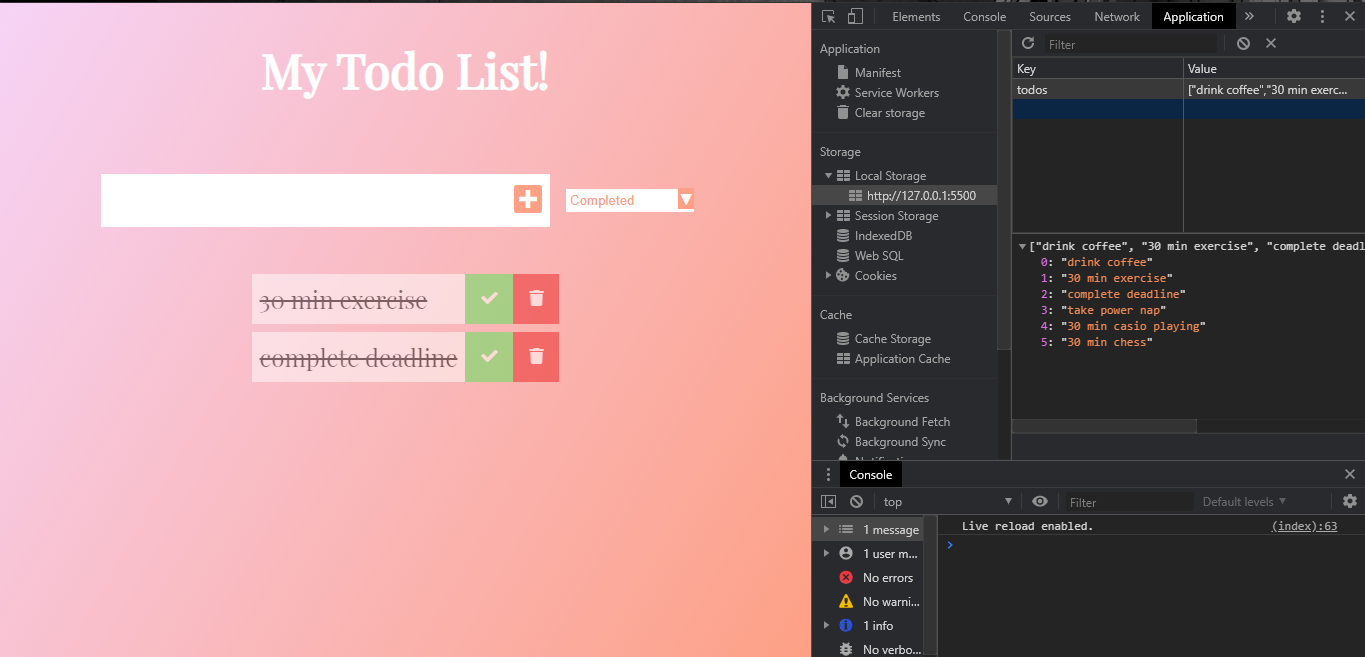 My Todo List!
Completed
30 min exercise
complete deadline
Elements Console Sources Network Application »
Application
Manifest
Service Workers
Clear storage
Storage
Local Storage
http://127.0.0.1:5500
Session Storage
IndexedDB
Web SQL
Cookies
Cache
Cache Storage
Application Cache
Background Services
Background Fetch
Background Sync
Filter
Key Value
todos ["drink coffee","30 min exerc...
["drink coffee", "30 min exercise", "complete deadl
0: "drink coffee"
1: "30 min exercise"
2: "complete deadline"
3: "take power nap"
4: "30 min casio playing"
5: "30 min chess"
Console
top Filter Default levels
1 message
1 user m...
No errors
No warni...
1 info
No verbo...
Live reload enabled. (index):63